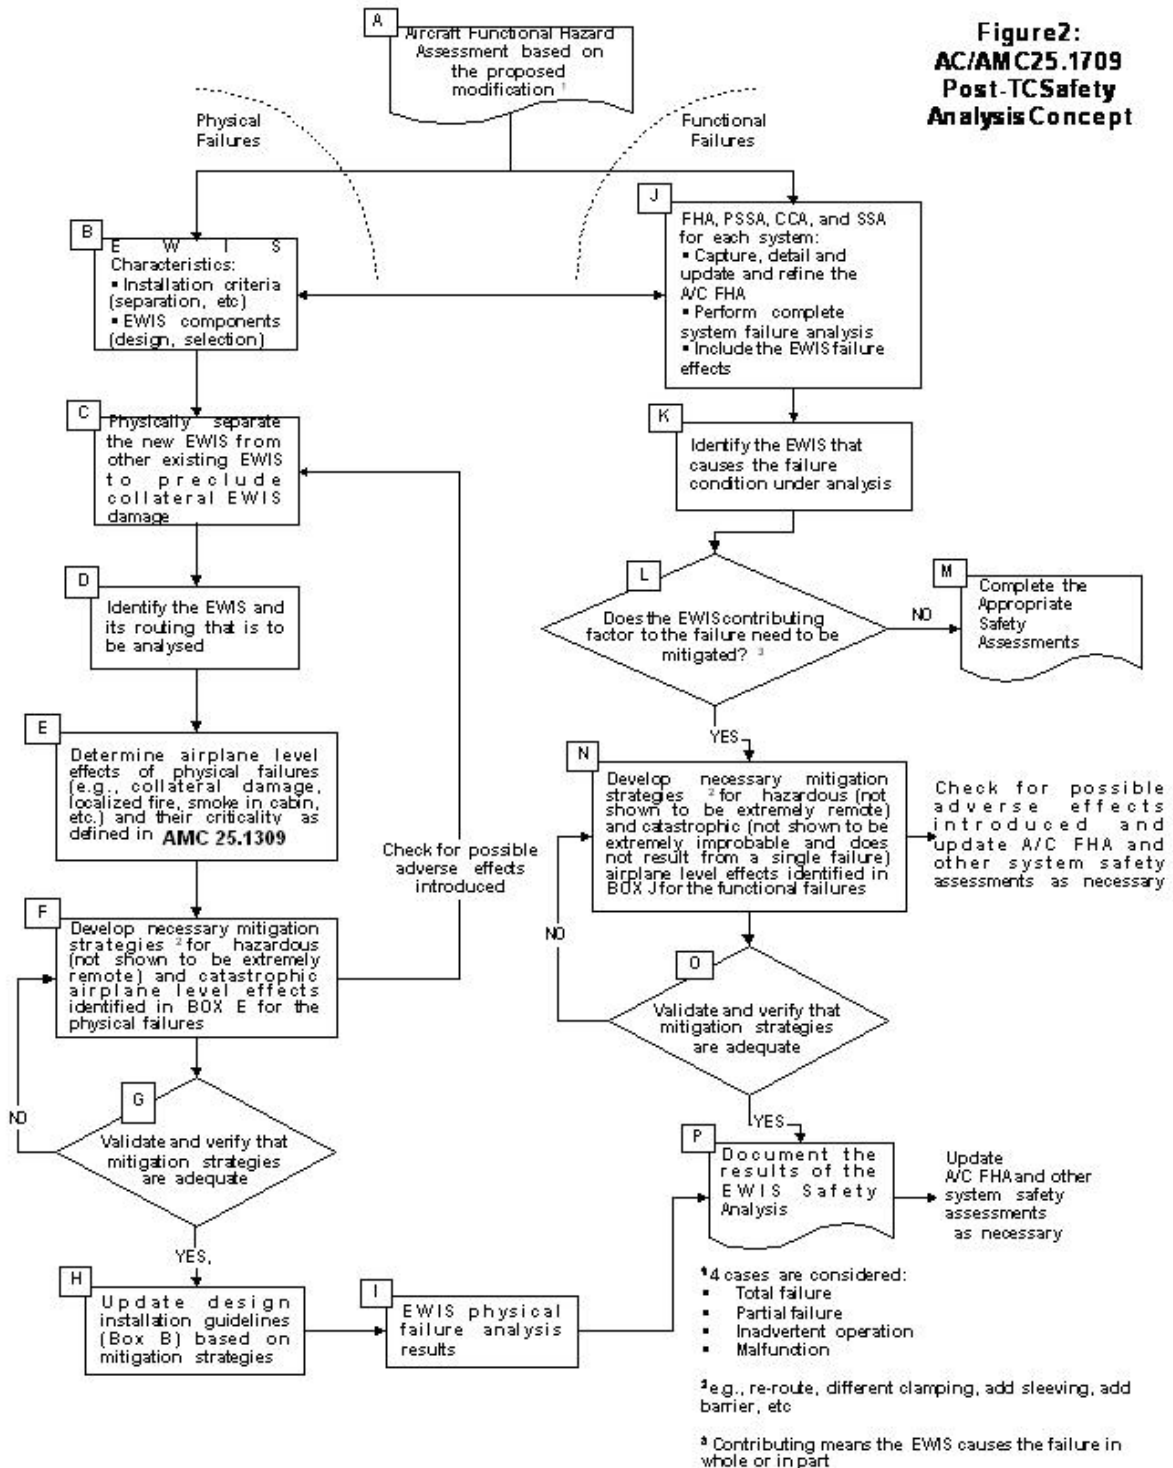 Figure2:
AC/AMC25.1709
Post-TCSafety
AnalysisConcept
A
Aircraft Functional Hazard
Assessment based on
the proposed
modification 1
Physical
Failures
Functional
Failures
B
E W I S
Characteristics:
▪ Installation criteria
(separation, etc)
▪ EWIS components
(design, selection)
J
FHA, PSSA, CCA, and SSA
for each system:
▪ Capture, detail and
update and refine the
A/C FHA
▪ Perform complete
system failure analysis
▪ Include the EWIS failure
effects
C
Physically separate
the new EWIS from
other existing EWIS
to preclude
collateral EWIS
damage
K
Identify the EWIS that
causes the failure
condition under analysis
D
Identify the EWIS and
its routing that is to
be analysed
L
Does the EWIS contributing
factor to the failure need to be
mitigated? 3
NO
M
Complete the
Appropriate
Safety
Assessments
YES
E
Determine airplane level
effects of physical failures
(e.g., collateral damage,
localized fire, smoke in cabin,
etc.) and their criticality as
defined in AMC 25.1309
Check for possible
adverse effects
introduced
N
Develop necessary mitigation
strategies 2 for hazardous (not
shown to be extremely remote)
and catastrophic (not shown to be
extremely improbable and does
not result from a single failure)
airplane level effects identified in
BOX J for the functional failures
Check for possible
adverse effects
introduced and
update A/C FHA and
other system safety
assessments as necessary
F
Develop necessary mitigation
strategies 2 for hazardous
(not shown to be extremely
remote) and catastrophic
airplane level effects
identified in BOX E for the
physical failures
NO
O
Validate and verify that
mitigation strategies
are adequate
G
NO
Validate and verify that
mitigation strategies
are adequate
YES
P
Document the
results of the
EWIS Safety
Analysis
Update
A/C FHA and other
system safety
assessments
as necessary
YES,
H
Update design
installation guidelines
(Box B) based on
mitigation strategies
I
EWIS physical
failure analysis
results
1 4 cases are considered:
▪ Total failure
▪ Partial failure
▪ Inadvertent operation
▪ Malfunction
2 e.g., re-route, different clamping, add sleeving, add
barrier, etc
3 Contributing means the EWIS causes the failure in
whole or in part